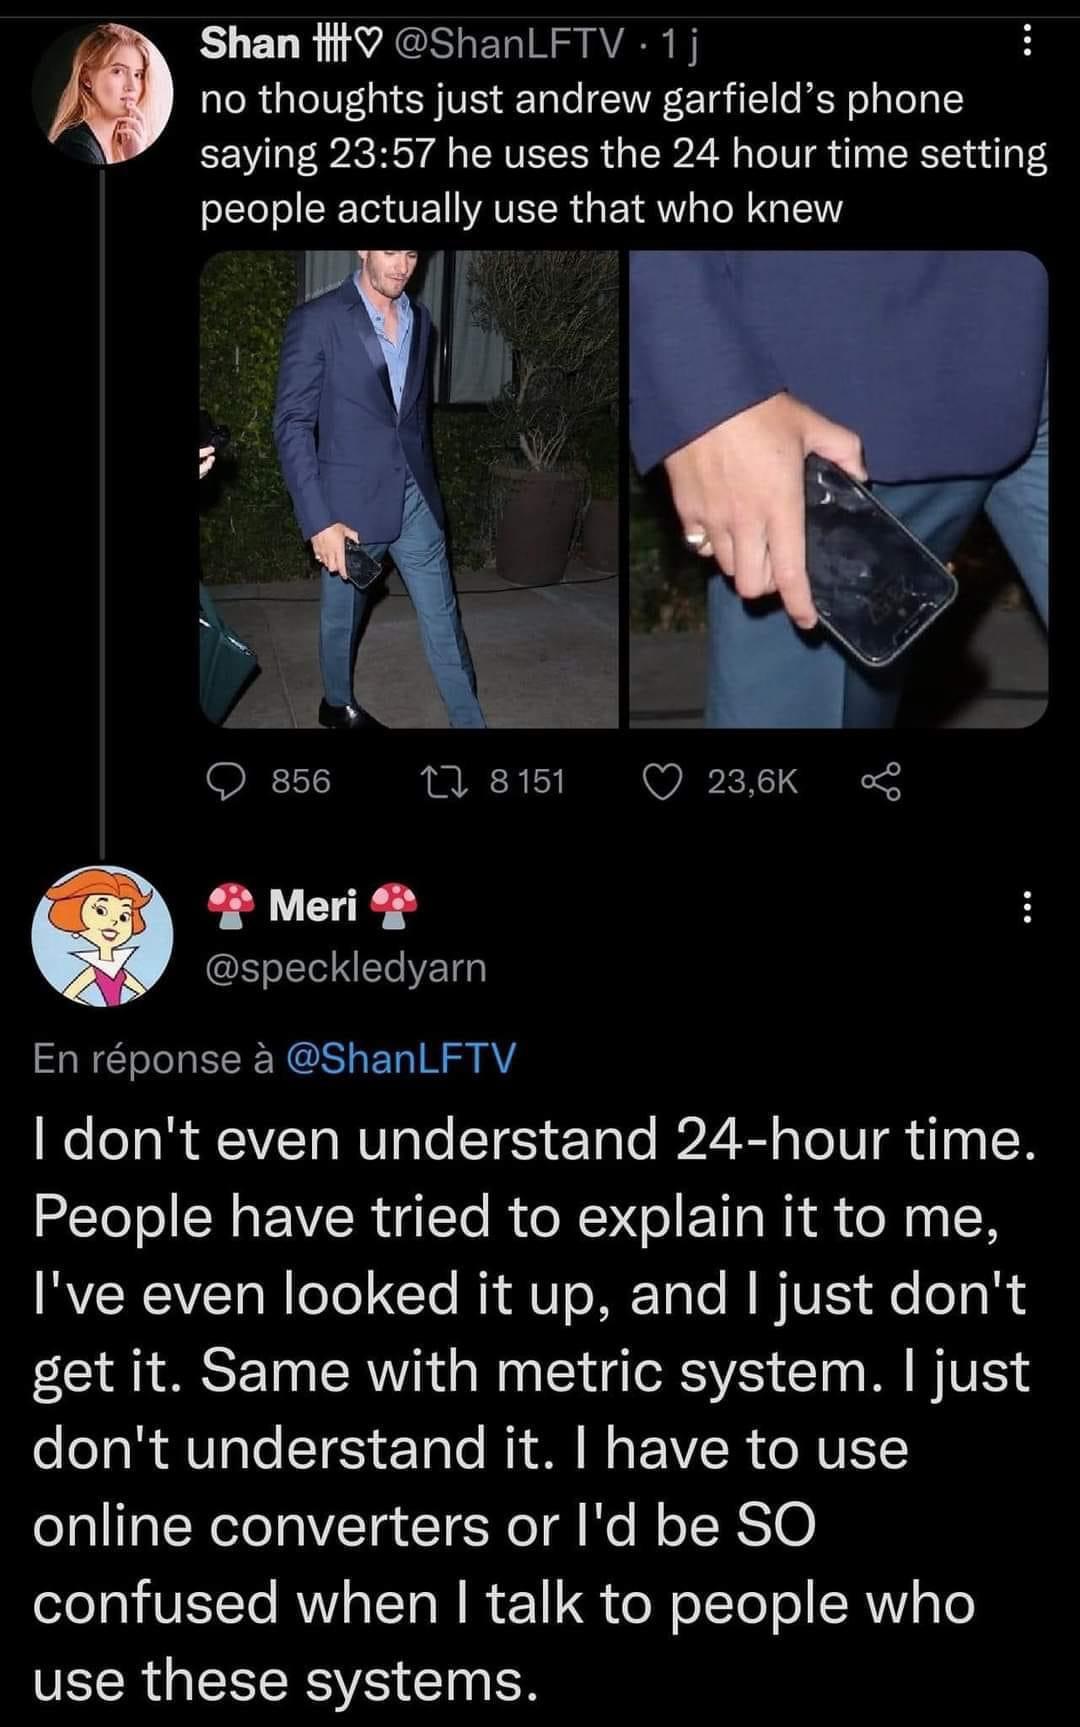 Shan 卌♡ @ShanLFTV · 1 j
no thoughts just andrew garfield’s phone
saying 23:57 he uses the 24 hour time setting
people actually use that who knew
856 8 151 23,6K
🍄 Meri 🍄
@speckledyarn
En réponse à @ShanLFTV
I don't even understand 24-hour time.
People have tried to explain it to me,
I've even looked it up, and I just don't
get it. Same with metric system. I just
don't understand it. I have to use
online converters or I'd be SO
confused when I talk to people who
use these systems.